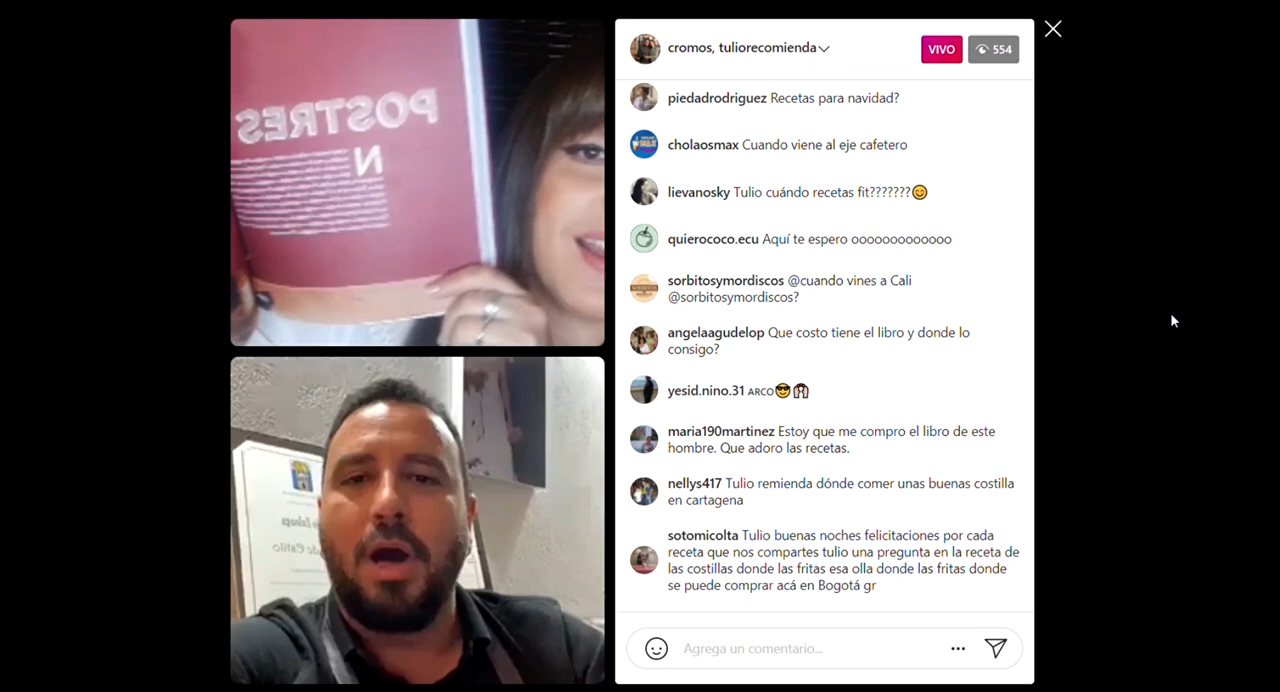 POSTRES
N
cromos, tuliorecomienda
VIVO
554
piedadrodriguez Recetas para navidad?
cholaosmax Cuando viene al eje cafetero
lievanosky Tulio cuándo recetas fit???????😊
quierococo.ecu Aquí te espero ooooooooooooo
sorbitosymordiscos @cuando vines a Cali
@sorbitosymordiscos?
angelaagudelop Que costo tiene el libro y donde lo
consigo?
yesid.nino.31 ARCO😎🙌
maria190martinez Estoy que me compro el libro de este
hombre. Que adoro las recetas.
nellys417 Tulio remienda dónde comer unas buenas costilla
en cartagena
sotomicolta Tulio buenas noches felicitaciones por cada
receta que nos compartes tulio una pregunta en la receta de
las costillas donde las fritas esa olla donde las fritas donde
se puede comprar acá en Bogotá gr
Agrega un comentario...